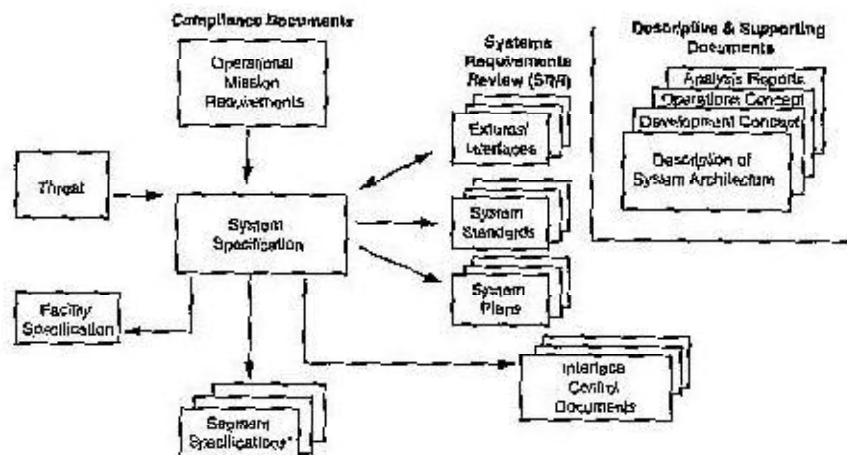 Compliance Documents
Operational
Mission
Requirements
Systems
Requirements
Review (SRR)
External
Interfaces
Descriptive & Supporting
Documents
Analysis Reports
Operations Concept
Development Concept
Description of
System Architecture
Threat
System
Specification
System
Standards
System
Plans
Facility
Specification
Interface
Control
Documents
Segment
Specifications*